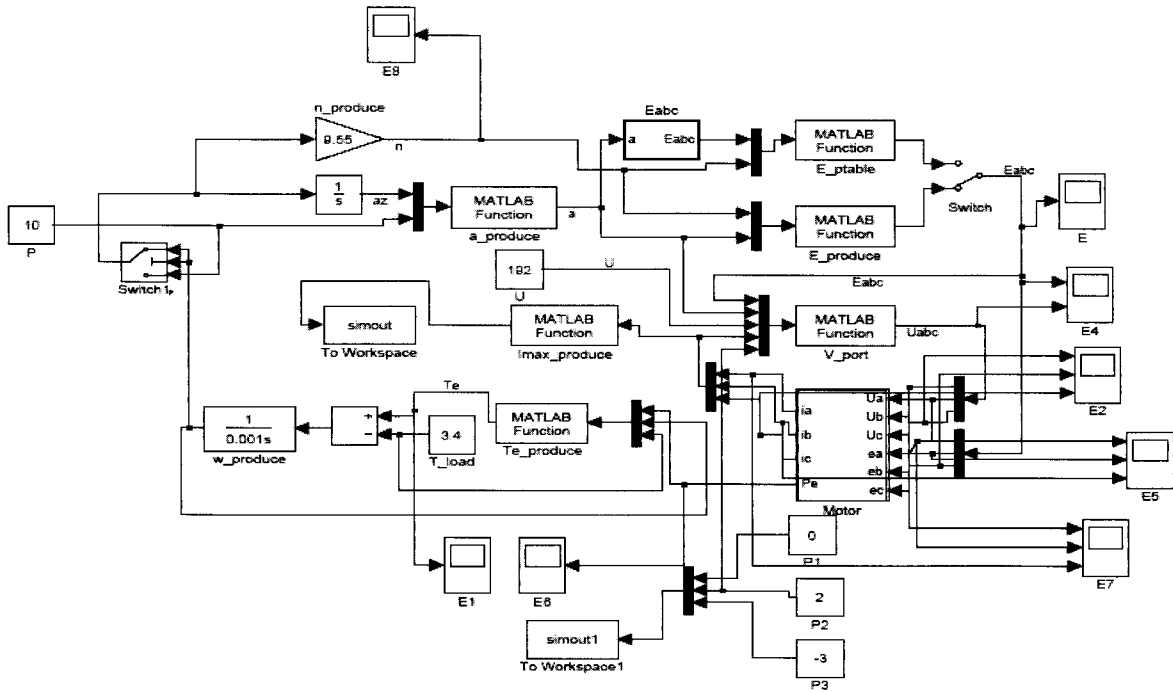 E8
n_produce
9.55
n
Eabc
a Eabc
MATLAB
Function
E_ptable
Eabc
1
s
az
MATLAB
Function
a_produce
a
10
P
Switch
E
MATLAB
Function
E_produce
Switch1
192
U
U
Eabc
simout
To Workspace
MATLAB
Function
Imax_produce
MATLAB
Function
V_port
Uabc
E4
E2
Te
1
0.001s
w_produce
+
−
3.4
T_load
MATLAB
Function
Te_produce
ia
ib
ic
Pe
Ua
Ub
Uc
ea
eb
ec
Motor
E5
0
P1
E7
E1
E6
2
P2
simout1
To Workspace1
-3
P3